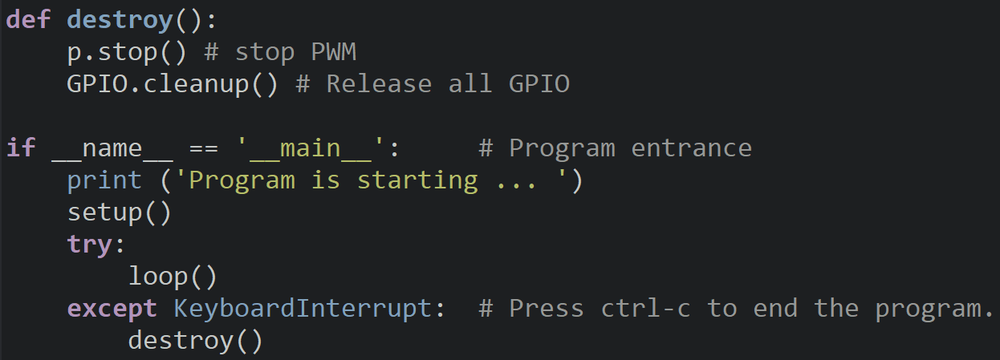 def destroy():
    p.stop() # stop PWM
    GPIO.cleanup() # Release all GPIO

if __name__ == '__main__':     # Program entrance
    print ('Program is starting ... ')
    setup()
    try:
        loop()
    except KeyboardInterrupt:  # Press ctrl-c to end the program.
        destroy()